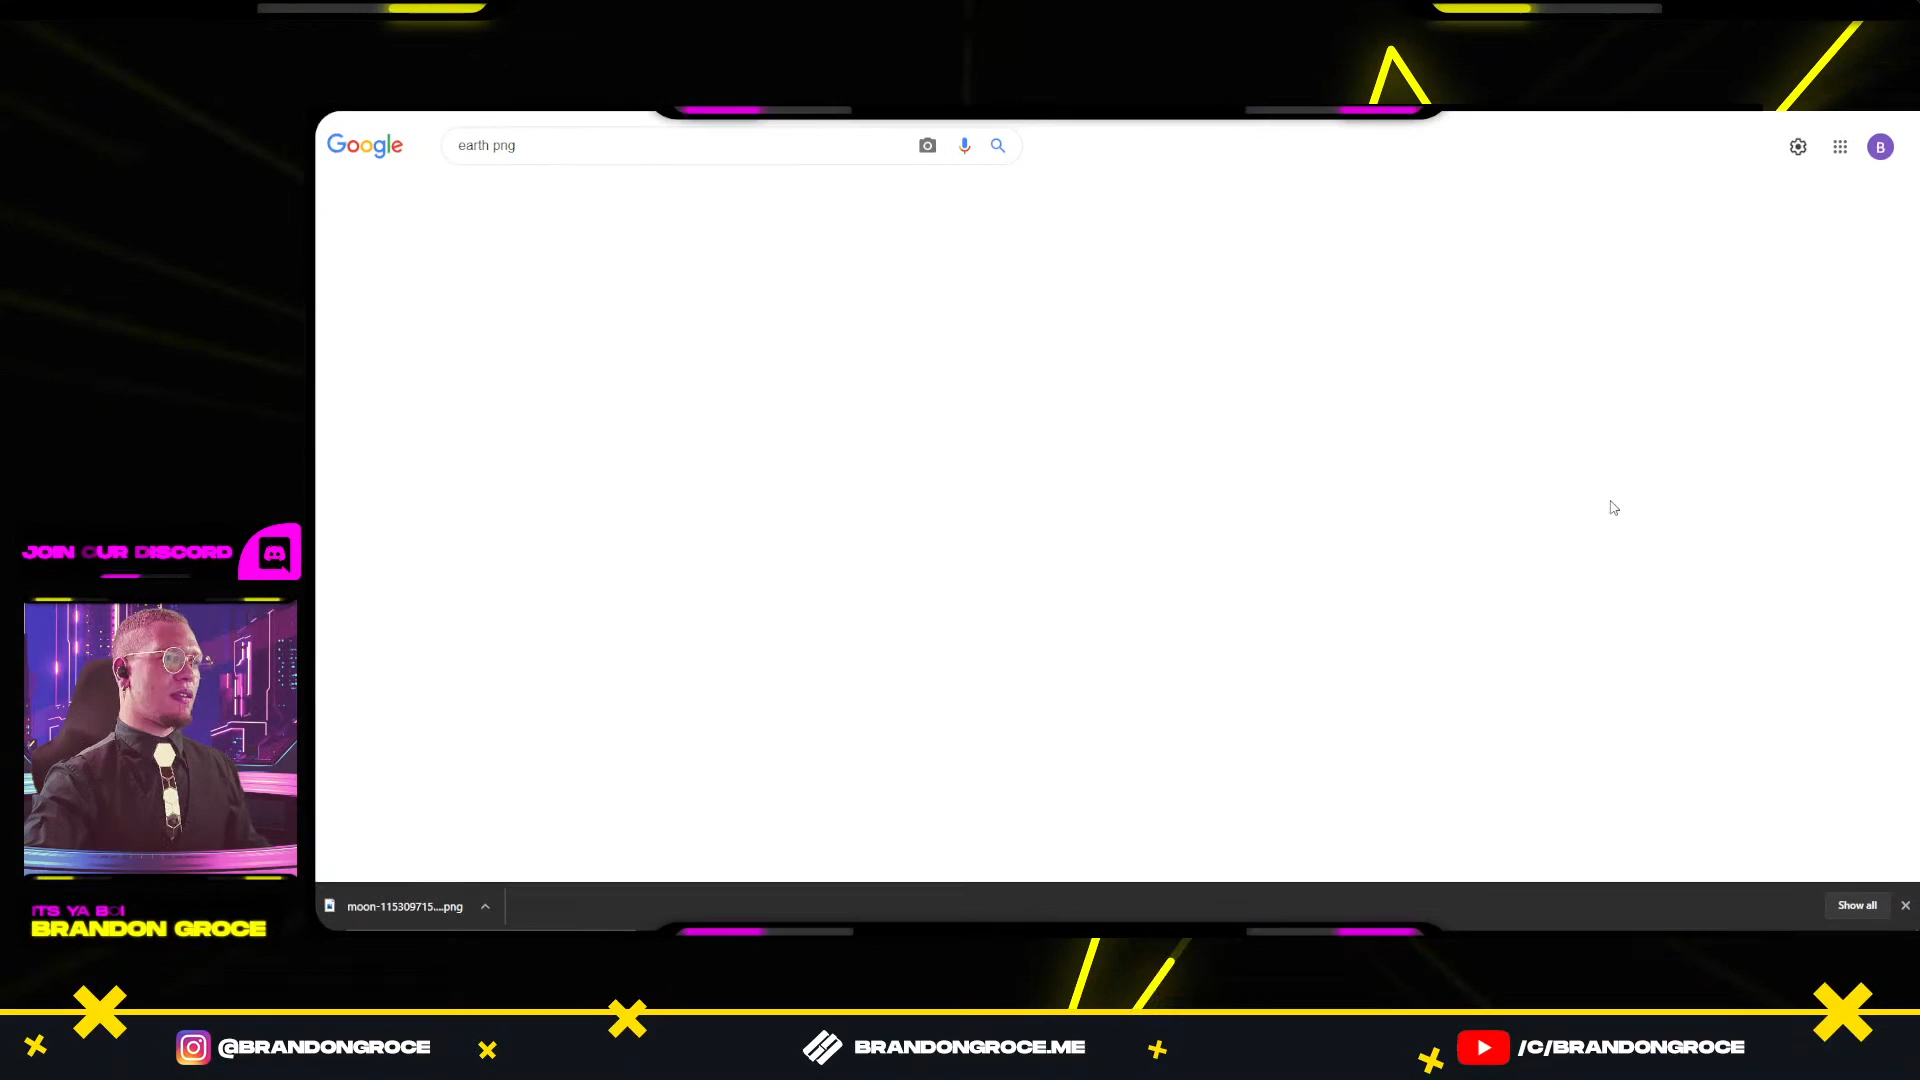 Google
earth png
B
JOIN OUR DISCORD
moon-115309715....png
Show all
IT'S YA BOI
BRANDON GROCE
@BRANDONGROCE
BRANDONGROCE.ME
/C/BRANDONGROCE